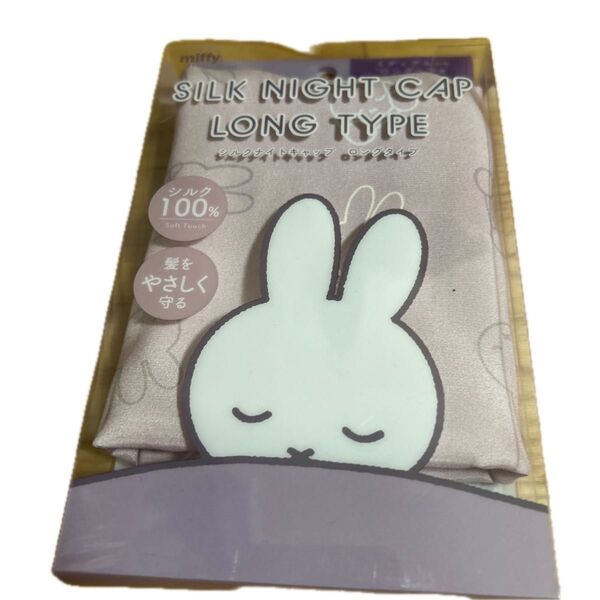 miffy
SILK NIGHT CAP
LONG TYPE
シルクナイトキャップ ロングタイプ
シルク
100%
Soft Touch
髪を
やさしく
守る